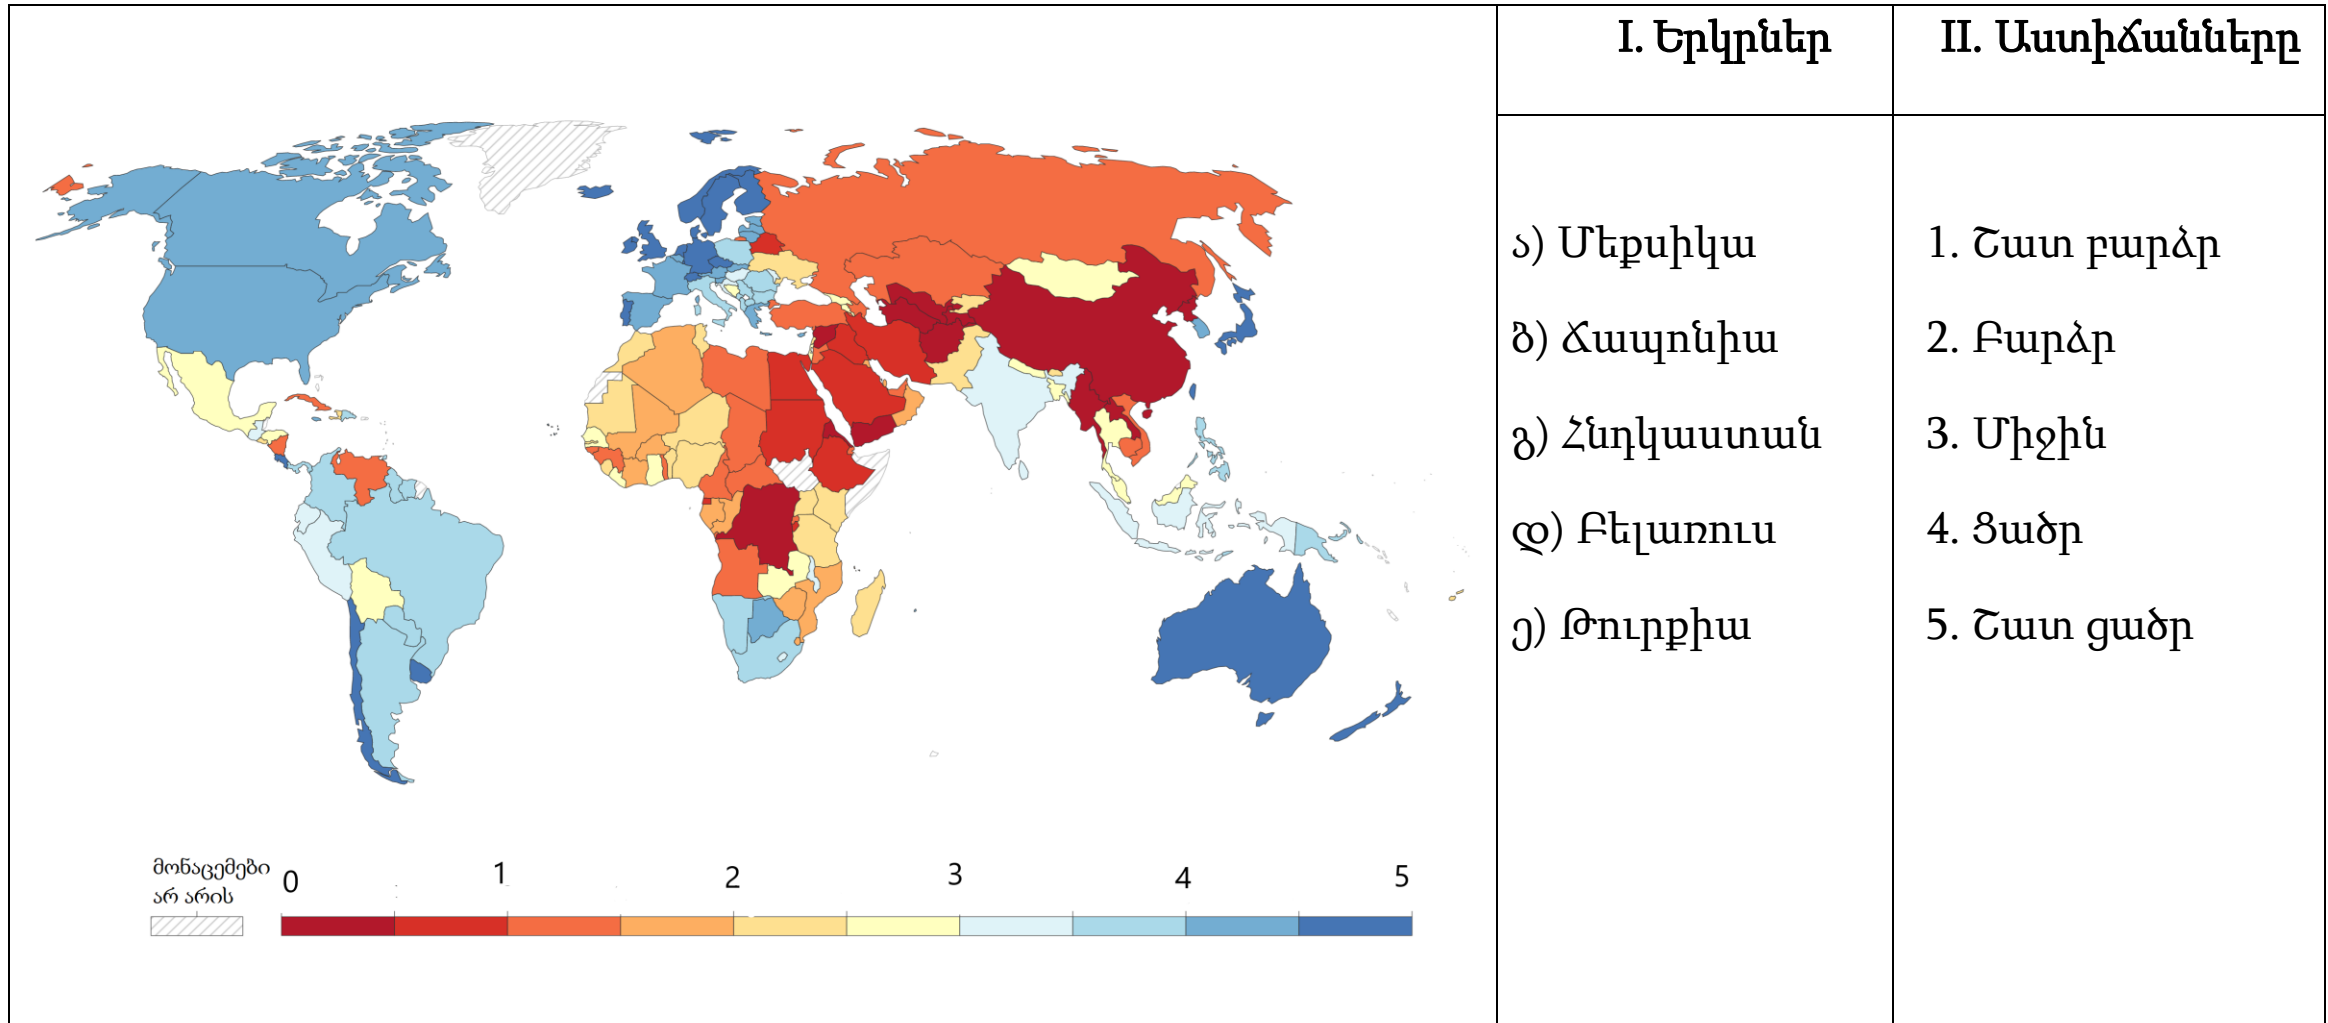 I. Երկրներ
II. Աստիճանները
ა) Մեքսիկա
1. Շատ բարձր
ბ) Ճապոնիա
2. Բարձր
გ) Հնդկաստան
3. Միջին
დ) Բելառուս
4. Ցածր
ე) Թուրքիա
5. Շատ ցածր
მონაცემები
არ არის
0 1 2 3 4 5